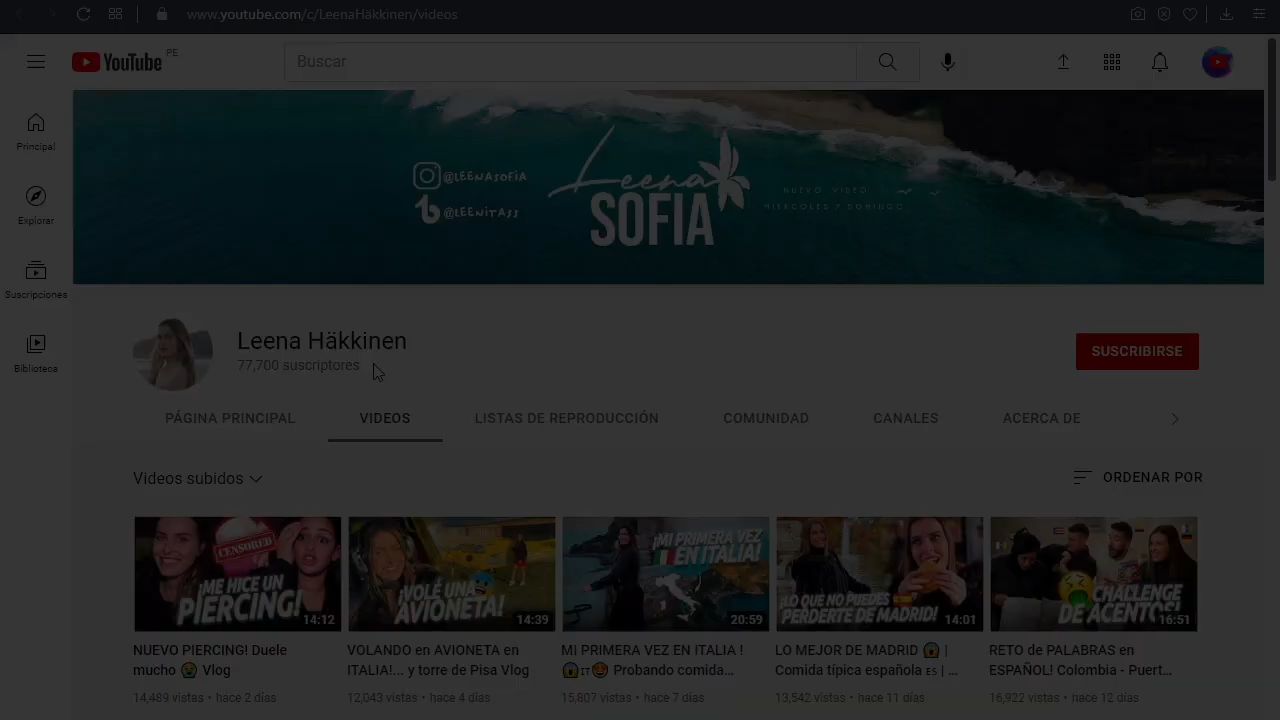 www.youtube.com/c/LeenaHäkkinen/videos
YouTube PE
Buscar
Principal
Explorar
Suscripciones
Biblioteca
@LEENASOFIA
@LEENITASS
Leena
SOFIA
NUEVO VIDEO
MIERCOLES Y DOMINGO
Leena Häkkinen
77,700 suscriptores
SUSCRIBIRSE
PÁGINA PRINCIPAL
VIDEOS
LISTAS DE REPRODUCCIÓN
COMUNIDAD
CANALES
ACERCA DE
Videos subidos
ORDENAR POR
CENSORED
¡ME HICE UN
PIERCING!
14:12
NUEVO PIERCING! Duele
mucho 😭 Vlog
14,489 vistas • hace 2 días
¡VOLÉ UNA
AVIONETA!
14:39
VOLANDO en AVIONETA en
ITALIA!... y torre de Pisa Vlog
12,043 vistas • hace 4 días
¡MI PRIMERA VEZ
EN ITALIA!
20:59
MI PRIMERA VEZ EN ITALIA !
😱🇮🇹🤩 Probando comida...
15,807 vistas • hace 7 días
¡LO QUE NO PUEDES
PERDERTE DE MADRID!
14:01
LO MEJOR DE MADRID 😱 |
Comida típica española 🇪🇸 | ...
13,542 vistas • hace 11 días
CHALLENGE
DE ACENTOS
16:51
RETO de PALABRAS en
ESPAÑOL! Colombia - Puert...
16,922 vistas • hace 12 días